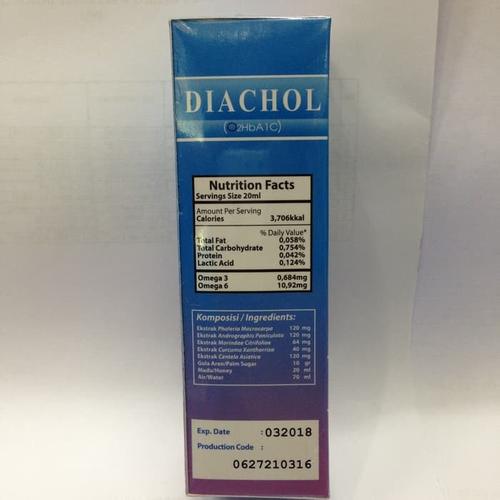 DIACHOL
(O2HbA1C)
Nutrition Facts
Servings Size 20ml
Amount Per Serving
Calories 3,706kkal
% Daily Value*
Total Fat 0,058%
Total Carbohydrate 0,754%
Protein 0,042%
Lactic Acid 0,124%
Omega 3 0,684mg
Omega 6 10,92mg
Komposisi / Ingredients:
Ekstrak Phaleria Macrocarpa 120 mg
Ekstrak Andrographis Paniculata 120 mg
Ekstrak Morindae Citrifoliae 64 mg
Ekstrak Curcuma Xanthorriza 40 mg
Ekstrak Cantela Asiatica 120 mg
Gula Aren/Palm Sugar 10 gr
Madu/Honey 20 ml
Air/Water 70 ml
Exp. Date : 032018
Production Code :
0627210316